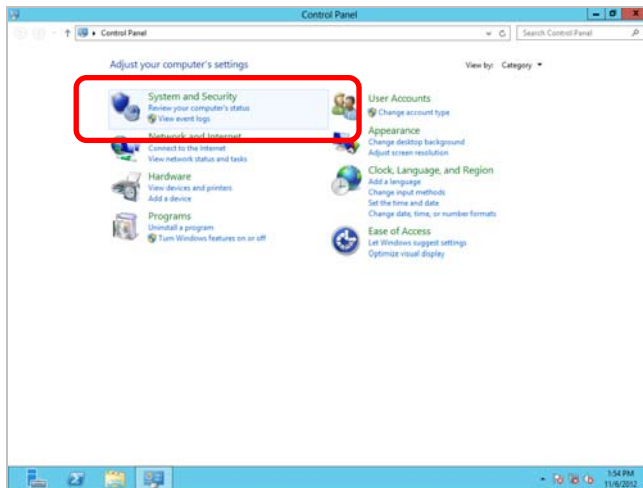 Control Panel
Control Panel
Search Control Panel
Adjust your computer's settings
View by: Category
System and Security
Review your computer's status
View event logs
Network and Internet
Connect to the Internet
View network status and tasks
Hardware
View devices and printers
Add a device
Programs
Uninstall a program
Turn Windows features on or off
User Accounts
Change account type
Appearance
Change desktop background
Adjust screen resolution
Clock, Language, and Region
Add a language
Change input methods
Set the time and date
Change date, time, or number formats
Ease of Access
Let Windows suggest settings
Optimize visual display
1:54 PM
11/6/2012